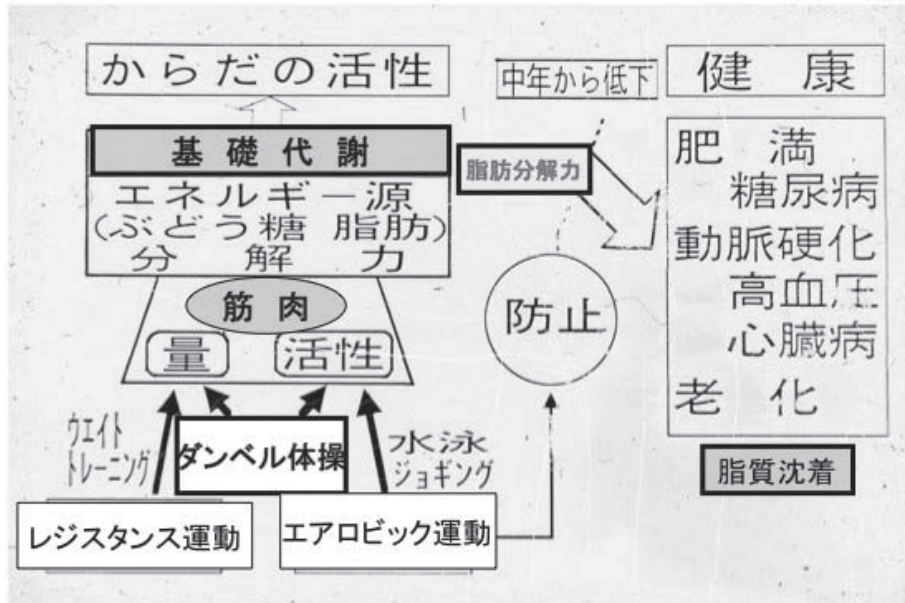 からだの活性
中年から低下
健 康
基 礎 代 謝
脂肪分解力
エネルギー源
(ぶどう糖 脂肪)
分 解 力
肥 満
糖尿病
動脈硬化
高血圧
心臓病
老 化
筋 肉
量
活性
防止
ウエイト
トレーニング
ダンベル体操
水泳
ジョギング
脂質沈着
レジスタンス運動
エアロビック運動